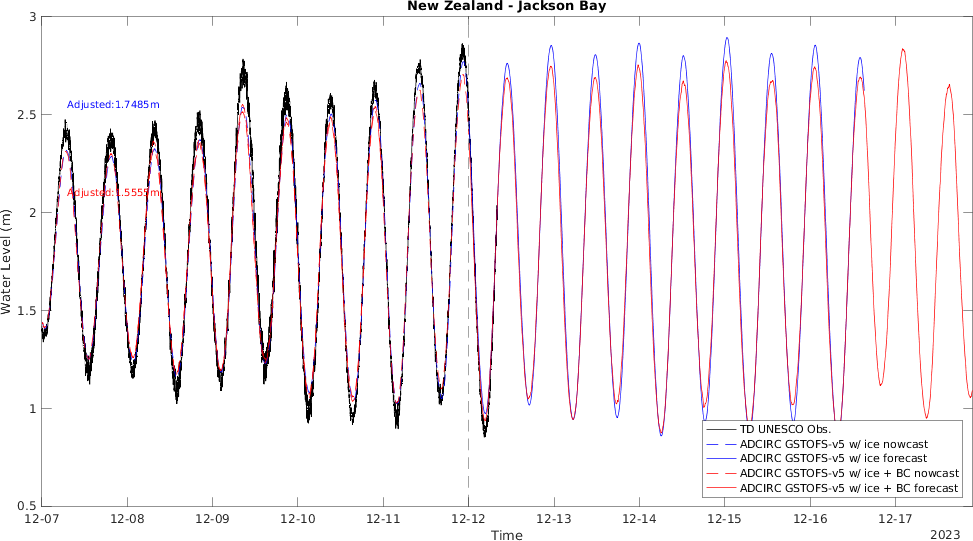 New Zealand - Jackson Bay
3
2.5
2
1.5
1
0.5
Water Level (m)
Adjusted:1.7485m
Adjusted:1.5555m
TD UNESCO Obs.
ADCIRC GSTOFS-v5 w/ ice nowcast
ADCIRC GSTOFS-v5 w/ ice forecast
ADCIRC GSTOFS-v5 w/ ice + BC nowcast
ADCIRC GSTOFS-v5 w/ ice + BC forecast
12-07 12-08 12-09 12-10 12-11 12-12 12-13 12-14 12-15 12-16 12-17
Time
2023